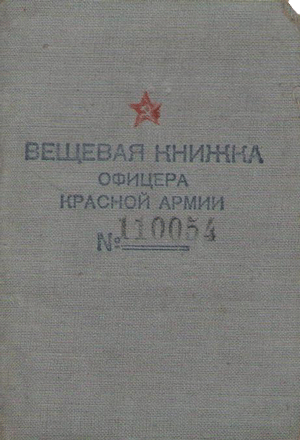 ВЕЩЕВАЯ КНИЖКА
ОФИЦЕРА
КРАСНОЙ АРМИИ
№ 110054